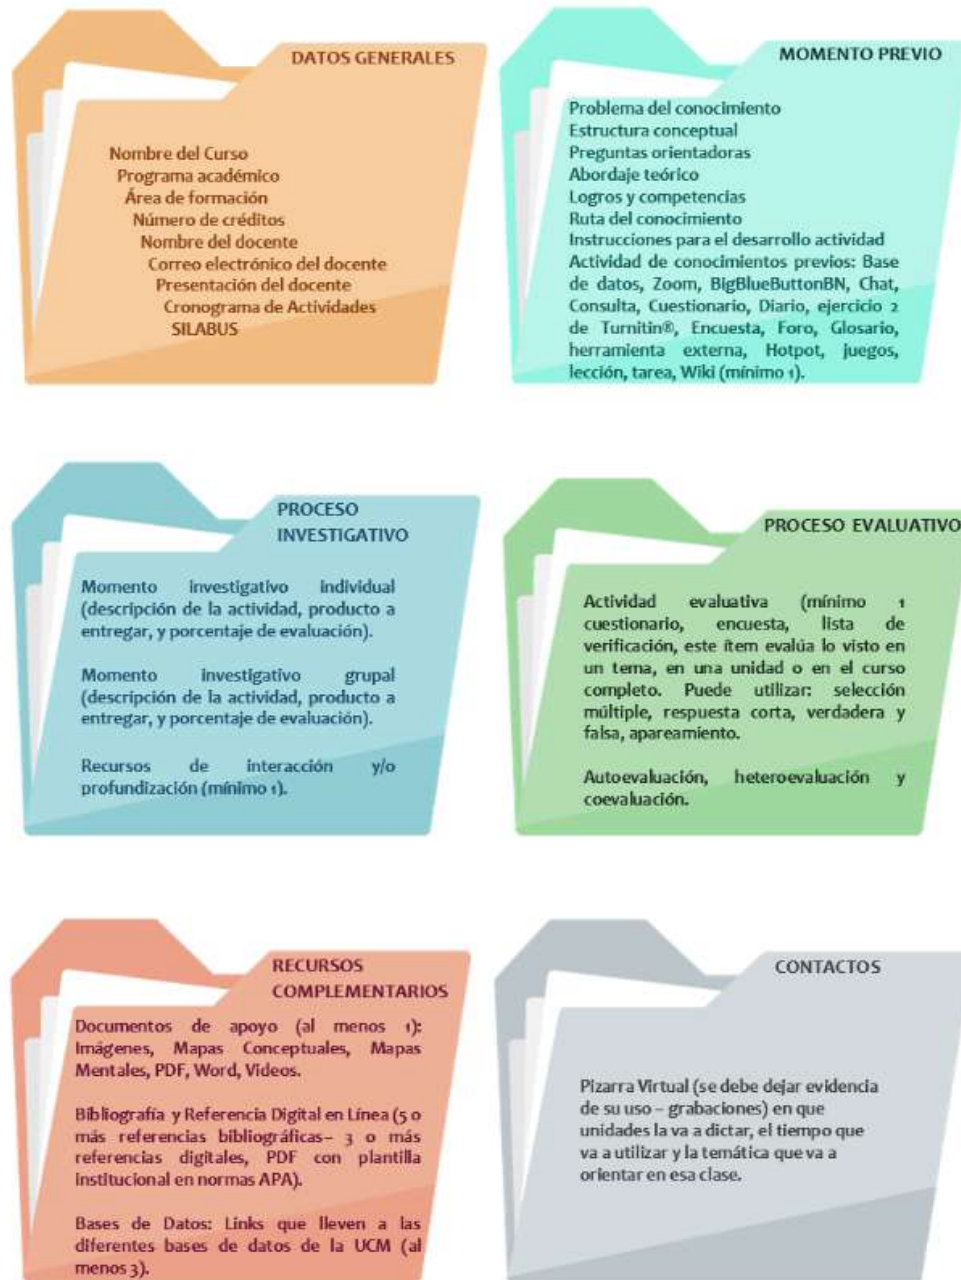 DATOS GENERALES
Nombre del Curso
Programa académico
Área de formación
Número de créditos
Nombre del docente
Correo electrónico del docente
Presentación del docente
Cronograma de Actividades
SILABUS
MOMENTO PREVIO
Problema del conocimiento
Estructura conceptual
Preguntas orientadoras
Abordaje teórico
Logros y competencias
Ruta del conocimiento
Instrucciones para el desarrollo actividad
Actividad de conocimientos previos: Base
de datos, Zoom, BigBlueButtonBN, Chat,
Consulta, Cuestionario, Diario, ejercicio 2
de Turnitin®, Encuesta, Foro, Glosario,
herramienta externa, Hotpot, juegos,
lección, tarea, Wiki (mínimo 1).
PROCESO
INVESTIGATIVO
Momento investigativo individual
(descripción de la actividad, producto a
entregar, y porcentaje de evaluación).
Momento investigativo grupal
(descripción de la actividad, producto a
entregar, y porcentaje de evaluación).
Recursos de interacción y/o
profundización (mínimo 1).
PROCESO EVALUATIVO
Actividad evaluativa (mínimo 1
cuestionario, encuesta, lista de
verificación, este ítem evalúa lo visto en
un tema, en una unidad o en el curso
completo. Puede utilizar: selección
múltiple, respuesta corta, verdadera y
falsa, apareamiento.
Autoevaluación, heteroevaluación y
coevaluación.
RECURSOS
COMPLEMENTARIOS
Documentos de apoyo (al menos 1):
Imágenes, Mapas Conceptuales, Mapas
Mentales, PDF, Word, Videos.
Bibliografía y Referencia Digital en Línea (5 o
más referencias bibliográficas– 3 o más
referencias digitales, PDF con plantilla
institucional en normas APA).
Bases de Datos: Links que lleven a las
diferentes bases de datos de la UCM (al
menos 3).
CONTACTOS
Pizarra Virtual (se debe dejar evidencia
de su uso – grabaciones) en que
unidades la va a dictar, el tiempo que
va a utilizar y la temática que va a
orientar en esa clase.